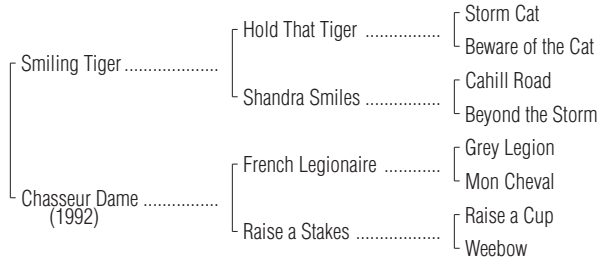 Storm Cat
Hold That Tiger ..................
Beware of the Cat
Smiling Tiger ....................
Cahill Road
Shandra Smiles ................
Beyond the Storm
Grey Legion
French Legionaire ............
Mon Cheval
Chasseur Dame ................
(1992)
Raise a Cup
Raise a Stakes ..................
Weebow